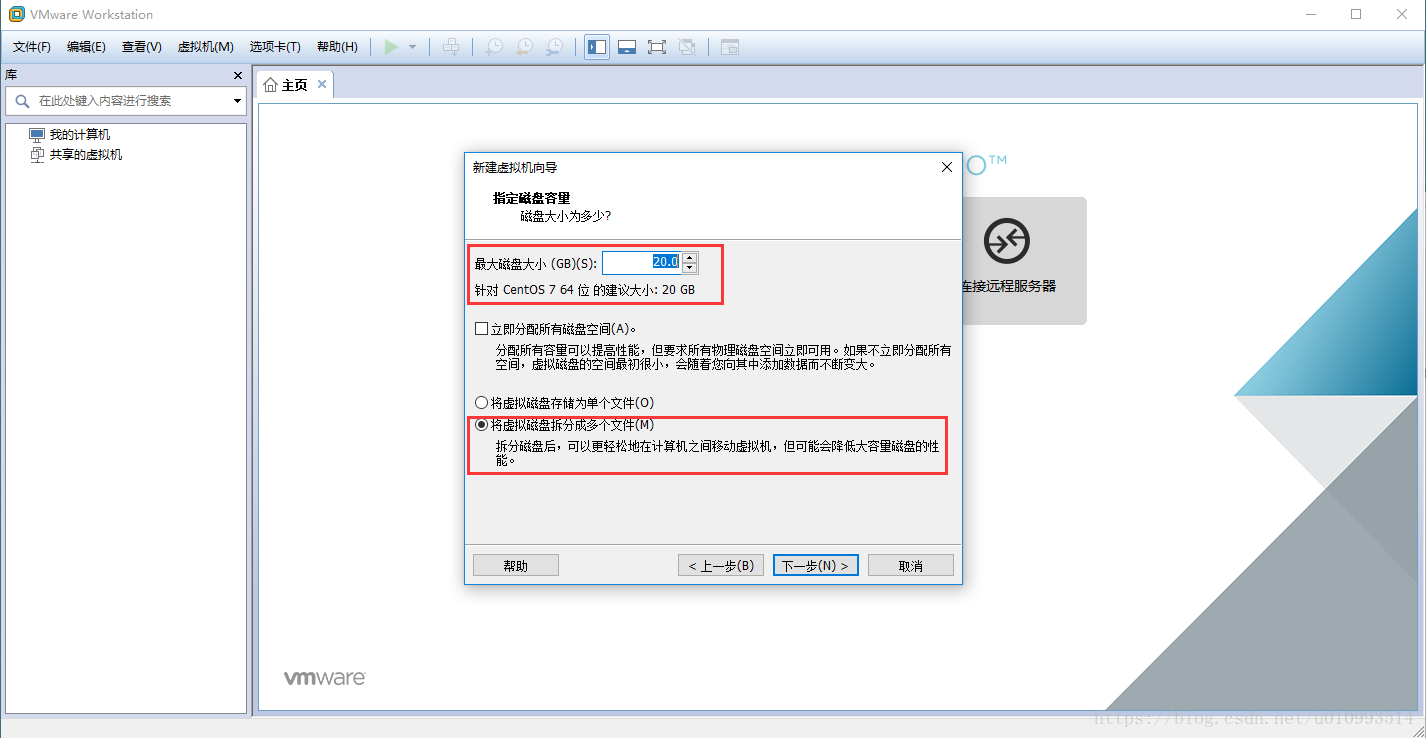 VMware Workstation
文件(F) 编辑(E) 查看(V) 虚拟机(M) 选项卡(T) 帮助(H)
库
在此处键入内容进行搜索
我的计算机
共享的虚拟机
主页
O™
连接远程服务器
新建虚拟机向导
指定磁盘容量
磁盘大小为多少?
最大磁盘大小 (GB)(S): 20.0
针对 CentOS 7 64 位 的建议大小: 20 GB
立即分配所有磁盘空间(A)。
分配所有容量可以提高性能，但要求所有物理磁盘空间立即可用。如果不立即分配所有
空间，虚拟磁盘的空间最初很小，会随着您向其中添加数据而不断变大。
将虚拟磁盘存储为单个文件(O)
将虚拟磁盘拆分成多个文件(M)
拆分磁盘后，可以更轻松地在计算机之间移动虚拟机，但可能会降低大容量磁盘的性
能。
帮助 < 上一步(B) 下一步(N) > 取消
vmware
https://blog.csdn.net/u010993514